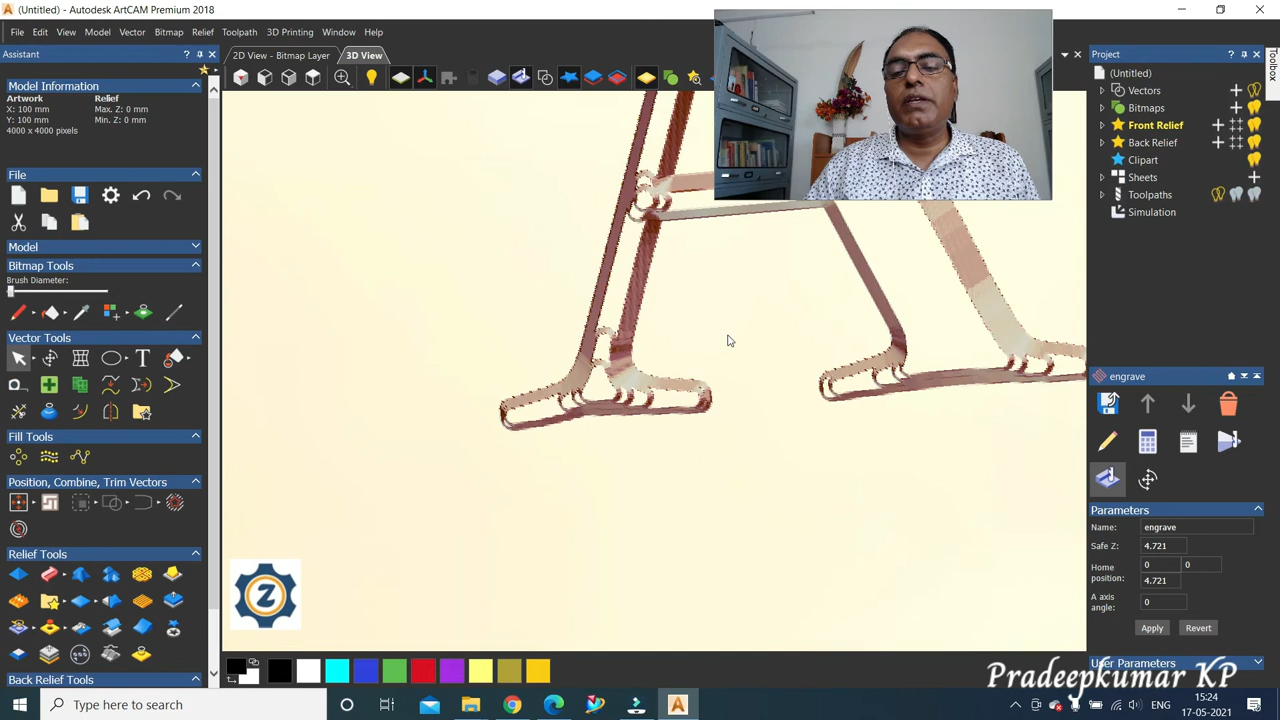 (Untitled) - Autodesk ArtCAM Premium 2018
File Edit View Model Vector Bitmap Relief Toolpath 3D Printing Window Help
Assistant
2D View - Bitmap Layer
3D View
Project
Toolbox
Model Information
Artwork Relief
X: 100 mm Max. Z: 0 mm
Y: 100 mm Min. Z: 0 mm
4000 x 4000 pixels
File
Model
Bitmap Tools
Brush Diameter:
Vector Tools
Fill Tools
Position, Combine, Trim Vectors
Relief Tools
Back Relief Tools
(Untitled)
Vectors
Bitmaps
Front Relief
Back Relief
Clipart
Sheets
Toolpaths
Simulation
engrave
Parameters
Name: engrave
Safe Z: 4.721
Home position: 0 0
4.721
A axis angle: 0
Apply Revert
User Parameters
Z
Pradeepkumar KP
Type here to search
ENG
15:24
17-05-2021